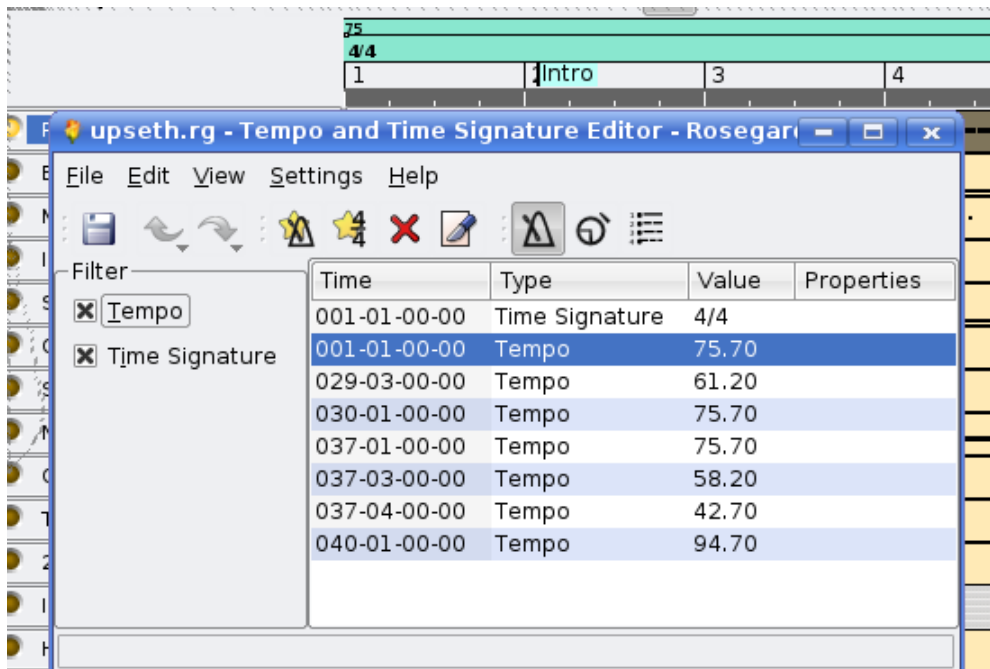 75
4/4
1 2 Intro 3 4
upseth.rg - Tempo and Time Signature Editor - Rosegar
File Edit View Settings Help
Filter
Tempo
Time Signature
Time Type Value Properties
001-01-00-00 Time Signature 4/4
001-01-00-00 Tempo 75.70
029-03-00-00 Tempo 61.20
030-01-00-00 Tempo 75.70
037-01-00-00 Tempo 75.70
037-03-00-00 Tempo 58.20
037-04-00-00 Tempo 42.70
040-01-00-00 Tempo 94.70